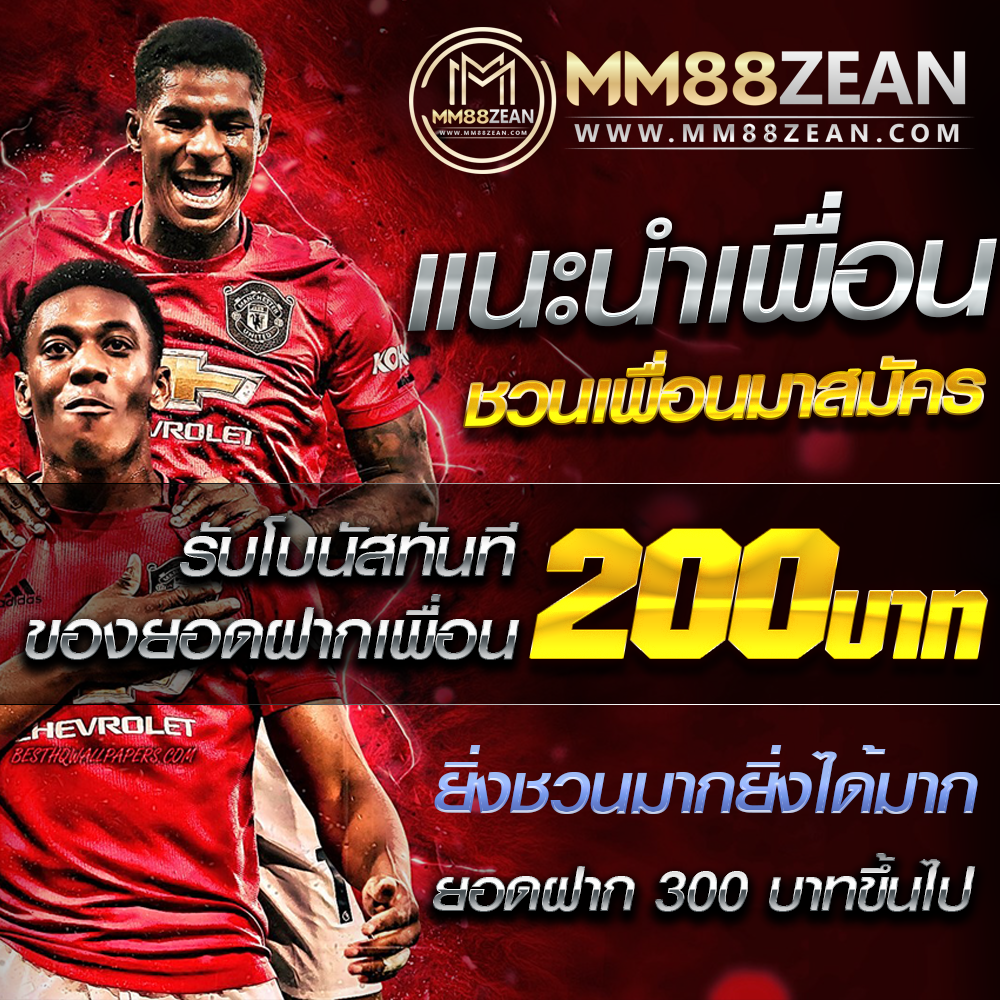 MM88ZEAN
WWW.MM88ZEAN.COM
MM88ZEAN
WWW.MM88ZEAN.COM
แนะนำเพื่อน
ชวนเพื่อนมาสมัคร
MANCHESTER
UNITED
KOHLER
CHEVROLET
รับโบนัสทันที
ของยอดฝากเพื่อน
200บาท
adidas
CHEVROLET
BESTHQWALLPAPERS.COM
ยิ่งชวนมากยิ่งได้มาก
ยอดฝาก 300 บาทขึ้นไป